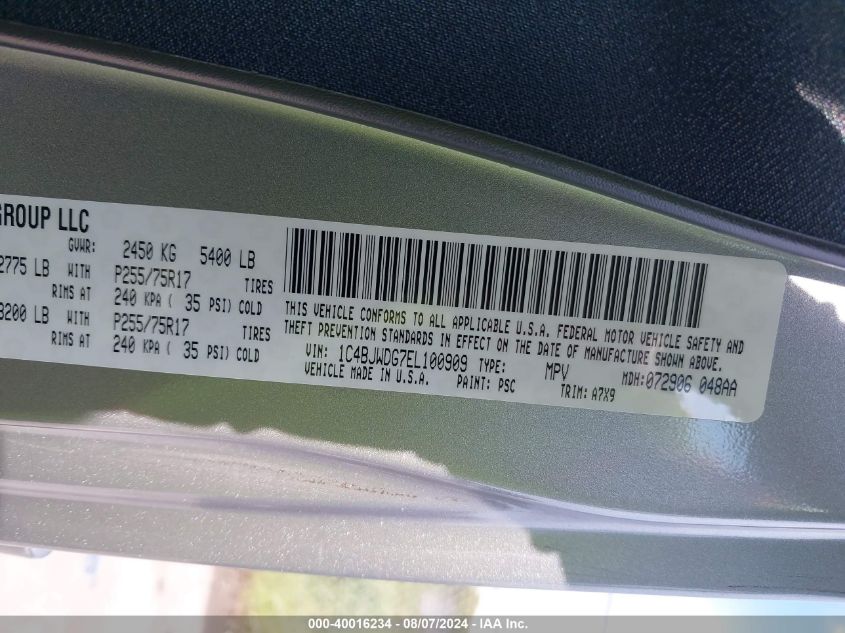 GROUP LLC
GVWR: 2450 KG 5400 LB
2775 LB WITH P255/75R17 TIRES
RIMS AT 240 KPA ( 35 PSI) COLD
3200 LB WITH P255/75R17 TIRES
RIMS AT 240 KPA ( 35 PSI) COLD
THIS VEHICLE CONFORMS TO ALL APPLICABLE U.S.A. FEDERAL MOTOR VEHICLE SAFETY AND
THEFT PREVENTION STANDARDS IN EFFECT ON THE DATE OF MANUFACTURE SHOWN ABOVE.
VIN: 1C4BJWDG7EL100909 TYPE: MPV MDH:072906 048AA
VEHICLE MADE IN U.S.A. PAINT: PSC TRIM: A7X9
000-40016234 - 08/07/2024 - IAA Inc.